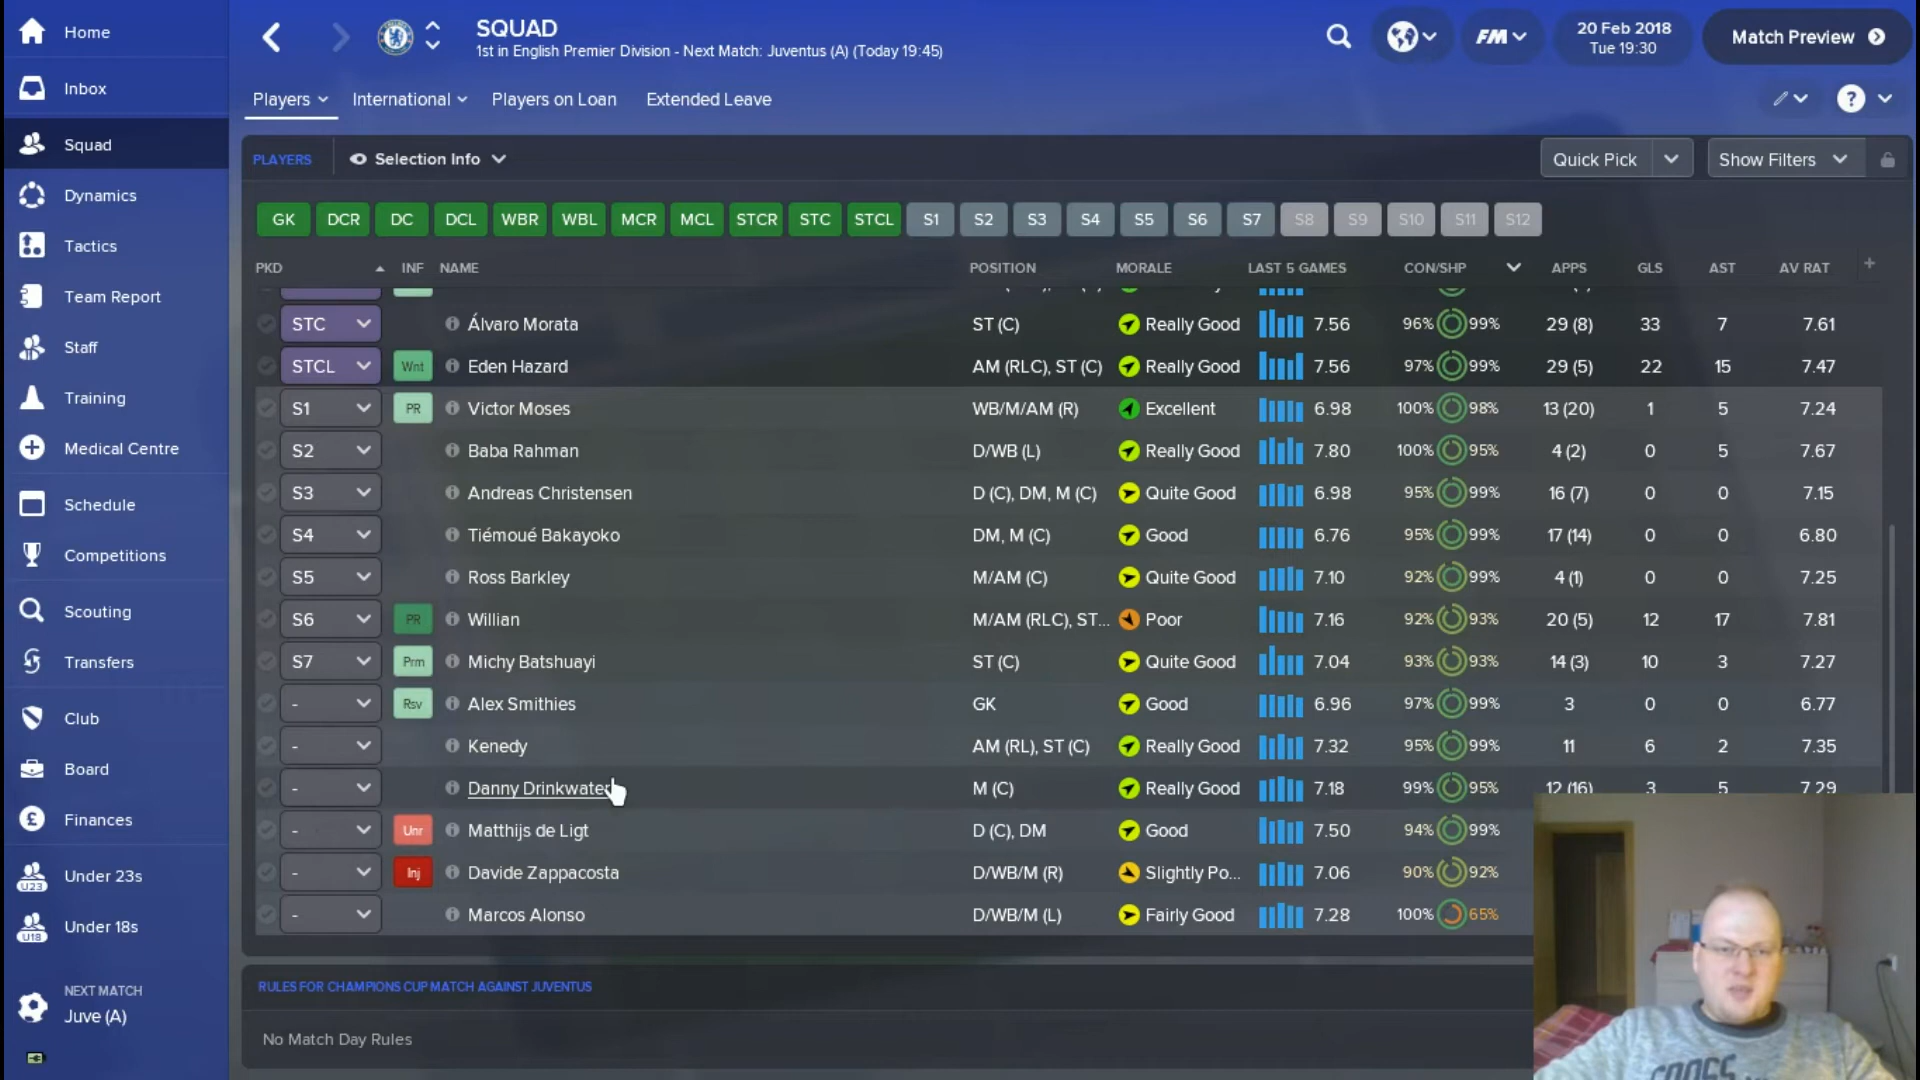 Home
Inbox
Squad
Dynamics
Tactics
Team Report
Staff
Training
Medical Centre
Schedule
Competitions
Scouting
Transfers
Club
Board
Finances
U23
Under 23s
U18
Under 18s
NEXT MATCH
Juve (A)
SQUAD
1st in English Premier Division - Next Match: Juventus (A) (Today 19:45)
FM
20 Feb 2018
Tue 19:30
Match Preview
Players International Players on Loan Extended Leave
?
PLAYERS Selection Info Quick Pick Show Filters
GK DCR DC DCL WBR WBL MCR MCL STCR STC STCL S1 S2 S3 S4 S5 S6 S7 S8 S9 S10 S11 S12
PKD INF NAME POSITION MORALE LAST 5 GAMES CON/SHP APPS GLS AST AV RAT +
STC Álvaro Morata ST (C) Really Good 7.56 96% 99% 29 (8) 33 7 7.61
STCL Wnt Eden Hazard AM (RLC), ST (C) Really Good 7.56 97% 99% 29 (5) 22 15 7.47
S1 PR Victor Moses WB/M/AM (R) Excellent 6.98 100% 98% 13 (20) 1 5 7.24
S2 Baba Rahman D/WB (L) Really Good 7.80 100% 95% 4 (2) 0 5 7.67
S3 Andreas Christensen D (C), DM, M (C) Quite Good 6.98 95% 99% 16 (7) 0 0 7.15
S4 Tiémoué Bakayoko DM, M (C) Good 6.76 95% 99% 17 (14) 0 0 6.80
S5 Ross Barkley M/AM (C) Quite Good 7.10 92% 99% 4 (1) 0 0 7.25
S6 PR Willian M/AM (RLC), ST... Poor 7.16 92% 93% 20 (5) 12 17 7.81
S7 Prm Michy Batshuayi ST (C) Quite Good 7.04 93% 93% 14 (3) 10 3 7.27
- Rsv Alex Smithies GK Good 6.96 97% 99% 3 0 0 6.77
- Kenedy AM (RL), ST (C) Really Good 7.32 95% 99% 11 6 2 7.35
- Danny Drinkwater M (C) Really Good 7.18 99% 95% 12 (16) 3 5 7.29
- Unr Matthijs de Ligt D (C), DM Good 7.50 94% 99%
- Inj Davide Zappacosta D/WB/M (R) Slightly Po... 7.06 90% 92%
- Marcos Alonso D/WB/M (L) Fairly Good 7.28 100% 65%
RULES FOR CHAMPIONS CUP MATCH AGAINST JUVENTUS
No Match Day Rules